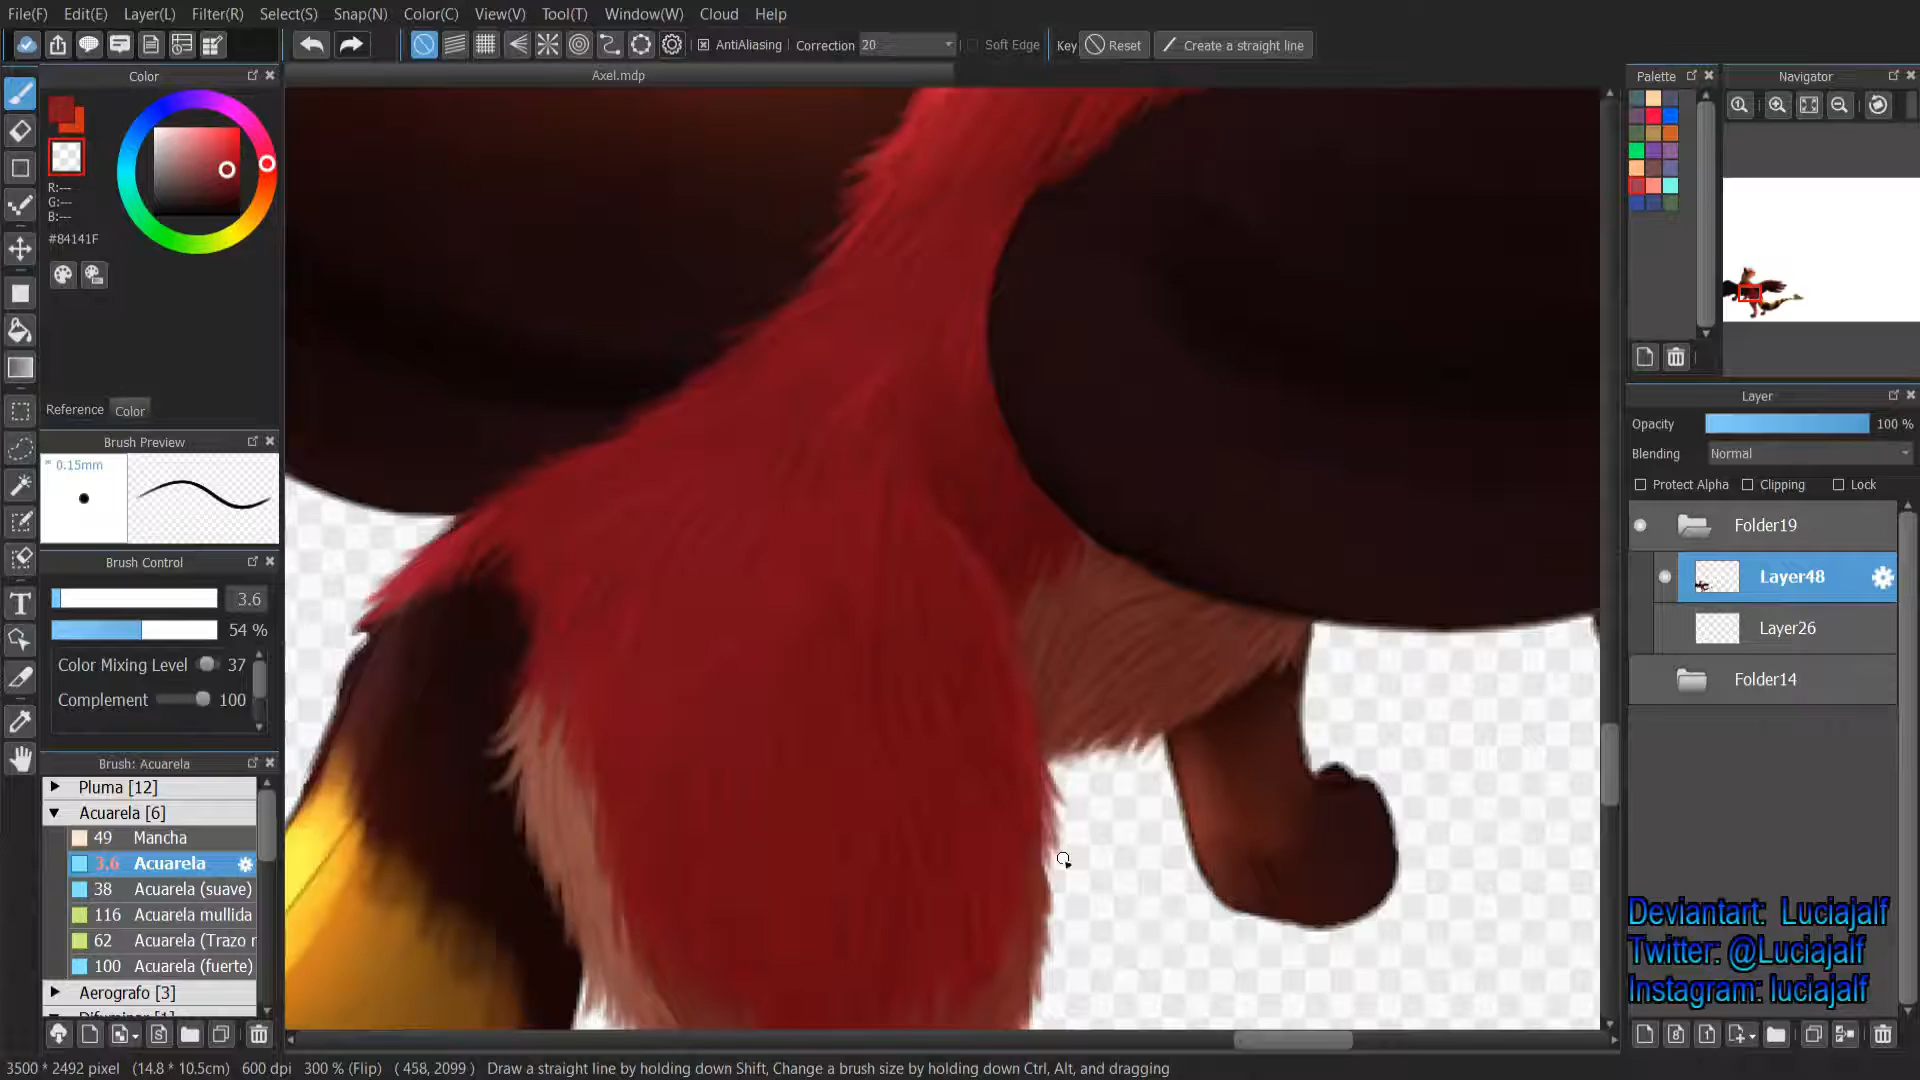 File(F) Edit(E) Layer(L) Filter(R) Select(S) Snap(N) Color(C) View(V) Tool(T) Window(W) Cloud Help
AntiAliasing Correction 20 Soft Edge Key Reset Create a straight line
Color
Axel.mdp
Palette
Navigator
R:---
G:---
B:---
#84141F
Reference Color
Brush Preview
0.15mm
Brush Control
3.6
54 %
Color Mixing Level 37
Complement 100
Brush: Acuarela
Pluma [12]
Acuarela [6]
49 Mancha
3.6 Acuarela
38 Acuarela (suave)
116 Acuarela mullida
62 Acuarela (Trazo r
100 Acuarela (fuerte)
Aerografo [3]
Layer
Opacity 100 %
Blending Normal
Protect Alpha Clipping Lock
Folder19
Layer48
Layer26
Folder14
Deviantart: Luciajalf
Twitter: @Luciajalf
Instagram: luciajalf
3500 * 2492 pixel (14.8 * 10.5cm) 600 dpi 300 % (Flip) ( 458, 2099 ) Draw a straight line by holding down Shift, Change a brush size by holding down Ctrl, Alt, and dragging